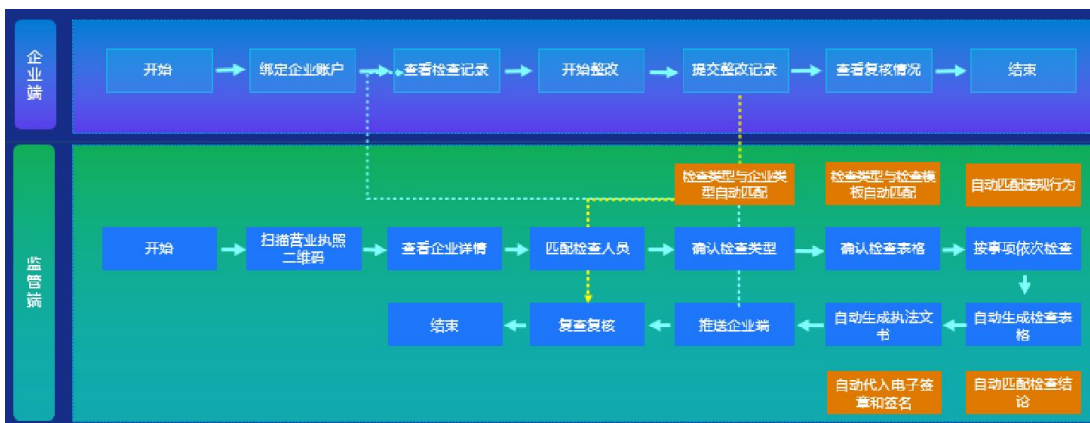 企业端
开始
绑定企业账户
查看检查记录
开始整改
提交整改记录
查看复核情况
结束
监管端
检查类型与企业类
型自动匹配
检查类型与检查模
板自动匹配
自动匹配违规行为
开始
扫描营业执照
二维码
查看企业详情
匹配检查人员
确认检查类型
确认检查表格
按事项依次检查
结束
复查复核
推送企业端
自动生成执法文
书
自动生成检查表
格
自动代入电子签
章和签名
自动匹配检查结
论